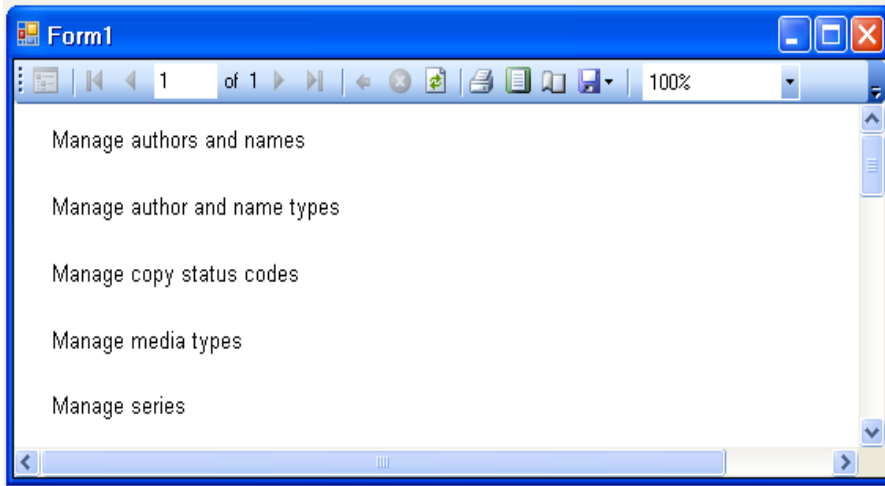 Form1
1 of 1 100%
Manage authors and names
Manage author and name types
Manage copy status codes
Manage media types
Manage series